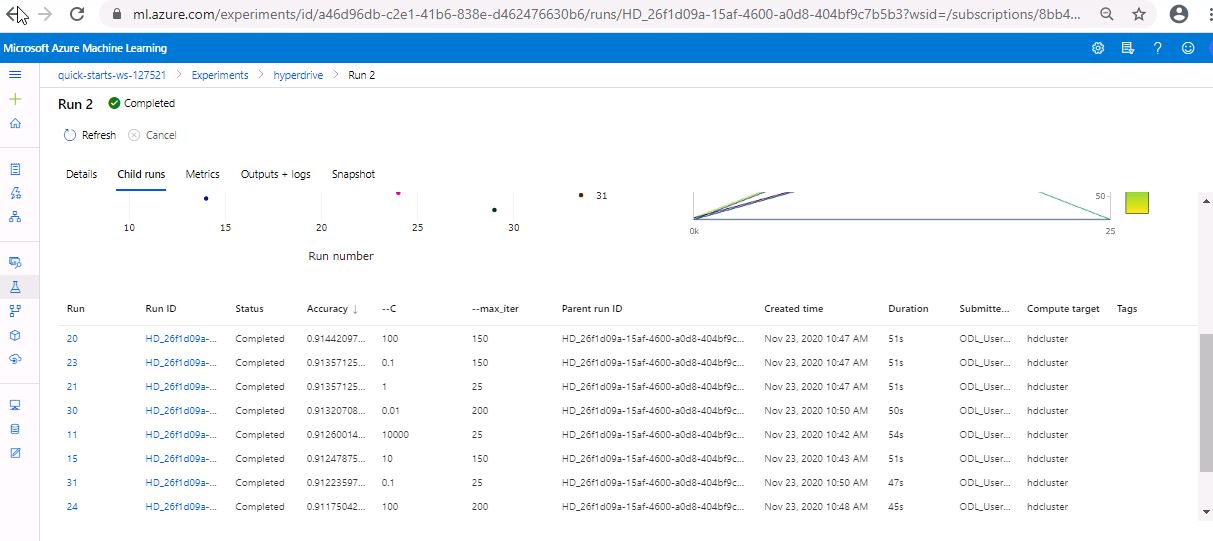 ml.azure.com/experiments/id/a46d96db-c2e1-41b6-838e-d462476630b6/runs/HD_26f1d09a-15af-4600-a0d8-404bf9c7b5b3?wsid=/subscriptions/8bb4...
Microsoft Azure Machine Learning
quick-starts-ws-127521 > Experiments > hyperdrive > Run 2
Run 2 Completed
Refresh Cancel
Details Child runs Metrics Outputs + logs Snapshot
31 50
10 15 20 25 30 0k 25
Run number
Run Run ID Status Accuracy ↓ --C --max_iter Parent run ID Created time Duration Submitte... Compute target Tags
20 HD_26f1d09a-... Completed 0.91442097... 100 150 HD_26f1d09a-15af-4600-a0d8-404bf9c... Nov 23, 2020 10:47 AM 51s ODL_User... hdcluster
23 HD_26f1d09a-... Completed 0.91357125... 0.1 150 HD_26f1d09a-15af-4600-a0d8-404bf9c... Nov 23, 2020 10:47 AM 51s ODL_User... hdcluster
21 HD_26f1d09a-... Completed 0.91357125... 1 25 HD_26f1d09a-15af-4600-a0d8-404bf9c... Nov 23, 2020 10:47 AM 51s ODL_User... hdcluster
30 HD_26f1d09a-... Completed 0.91320708... 0.01 200 HD_26f1d09a-15af-4600-a0d8-404bf9c... Nov 23, 2020 10:50 AM 50s ODL_User... hdcluster
11 HD_26f1d09a-... Completed 0.91260014... 10000 25 HD_26f1d09a-15af-4600-a0d8-404bf9c... Nov 23, 2020 10:42 AM 54s ODL_User... hdcluster
15 HD_26f1d09a-... Completed 0.91247875... 10 150 HD_26f1d09a-15af-4600-a0d8-404bf9c... Nov 23, 2020 10:43 AM 51s ODL_User... hdcluster
31 HD_26f1d09a-... Completed 0.91223597... 0.1 25 HD_26f1d09a-15af-4600-a0d8-404bf9c... Nov 23, 2020 10:50 AM 47s ODL_User... hdcluster
24 HD_26f1d09a-... Completed 0.91175042... 100 200 HD_26f1d09a-15af-4600-a0d8-404bf9c... Nov 23, 2020 10:48 AM 45s ODL_User... hdcluster